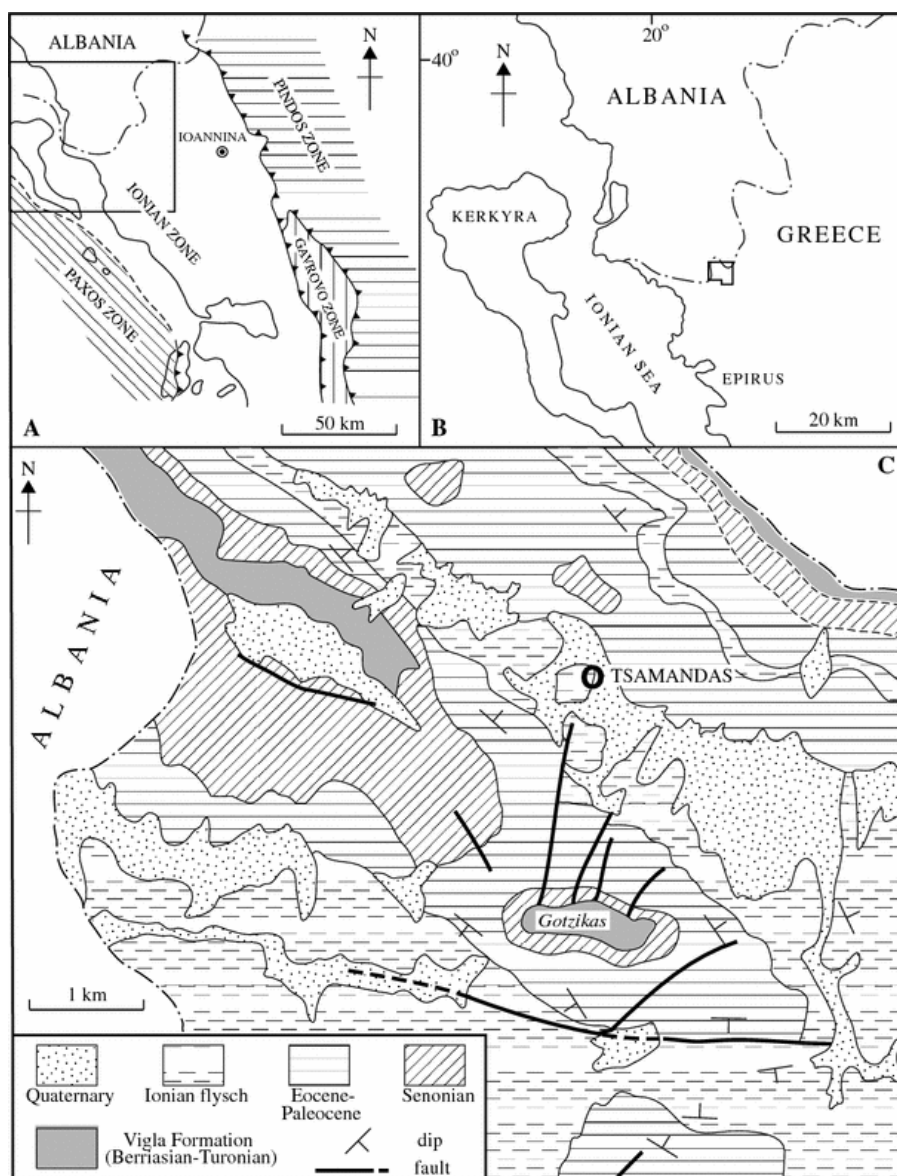 ALBANIA
N
PINDOS ZONE
IOANNINA
IONIAN ZONE
GAVROVO ZONE
PAXOS ZONE
A
50 km
20°
40°
N
ALBANIA
KERKYRA
GREECE
IONIAN SEA
EPIRUS
B
20 km
C
N
ALBANIA
TSAMANDAS
Gotzikas
1 km
Quaternary
Ionian flysch
Eocene-
Paleocene
Senonian
Vigla Formation
(Berriasian-Turonian)
dip
fault